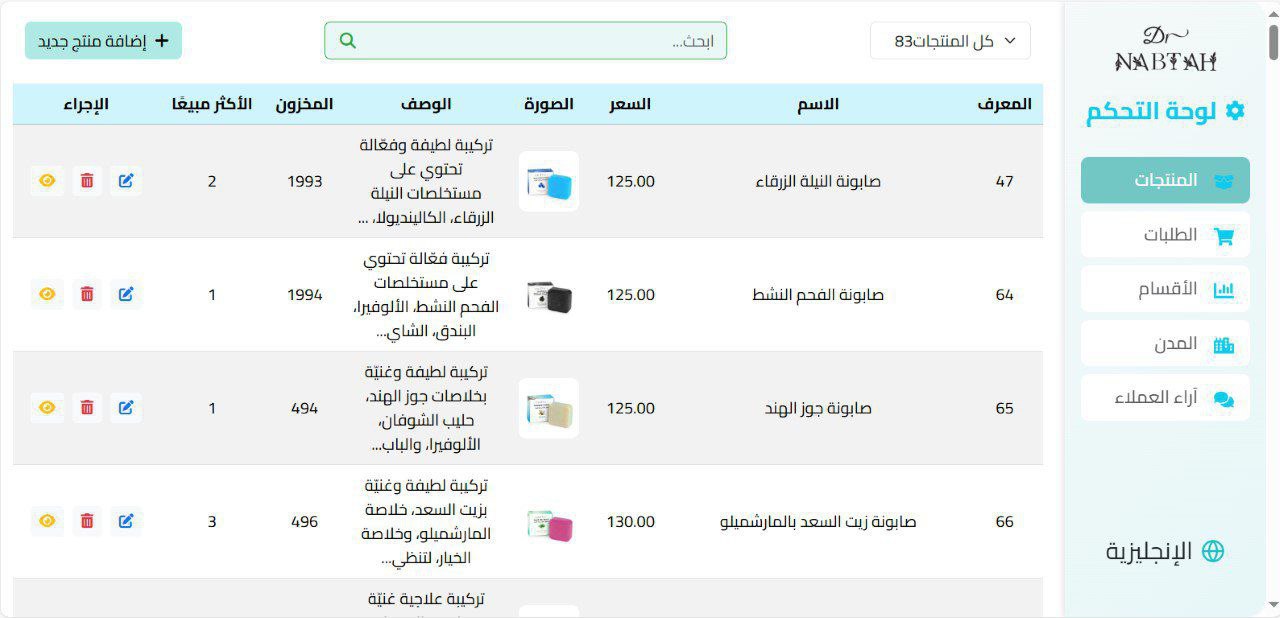 Dr
NABTAH
لوحة التحكم
المنتجات
الطلبات
الأقسام
المدن
آراء العملاء
الإنجليزية
كل المنتجات83
ابحث...
إضافة منتج جديد
المعرف الاسم السعر الصورة الوصف المخزون الأكثر مبيعًا الإجراء
47 صابونة النيلة الزرقاء 125.00
تركيبة لطيفة وفعّالة
تحتوي على
مستخلصات النيلة
الزرقاء، الكالينديولا، ...
1993 2
64 صابونة الفحم النشط 125.00
تركيبة فعّالة تحتوي
على مستخلصات
الفحم النشط، الألوفيرا،
البندق، الشاي...
1994 1
65 صابونة جوز الهند 125.00
تركيبة لطيفة وغنيّة
بخلاصات جوز الهند،
حليب الشوفان،
الألوفيرا، والباب...
494 1
66 صابونة زيت السعد بالمارشميلو 130.00
تركيبة لطيفة وغنيّة
بزيت السعد، خلاصة
المارشميلو، وخلاصة
الخيار، لتنظي...
496 3
تركيبة علاجية غنيّة